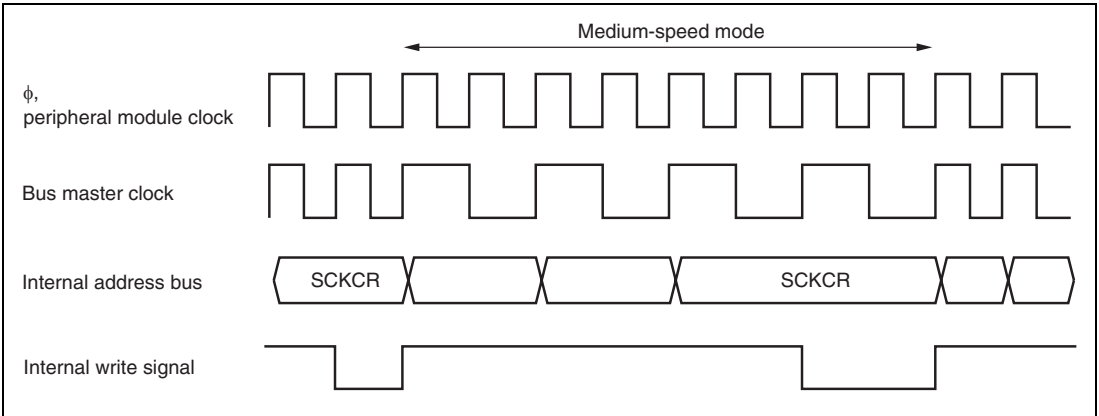 Medium-speed mode
ϕ,
peripheral module clock
Bus master clock
Internal address bus
SCKCR
SCKCR
Internal write signal